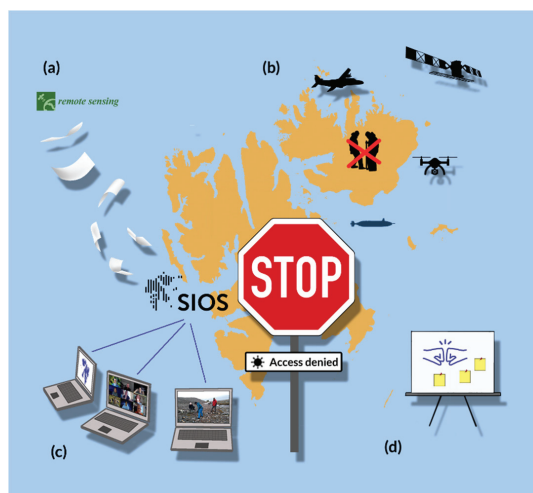 (a)
(b)
remote sensing
STOP
SIOS
Access denied
(c)
(d)